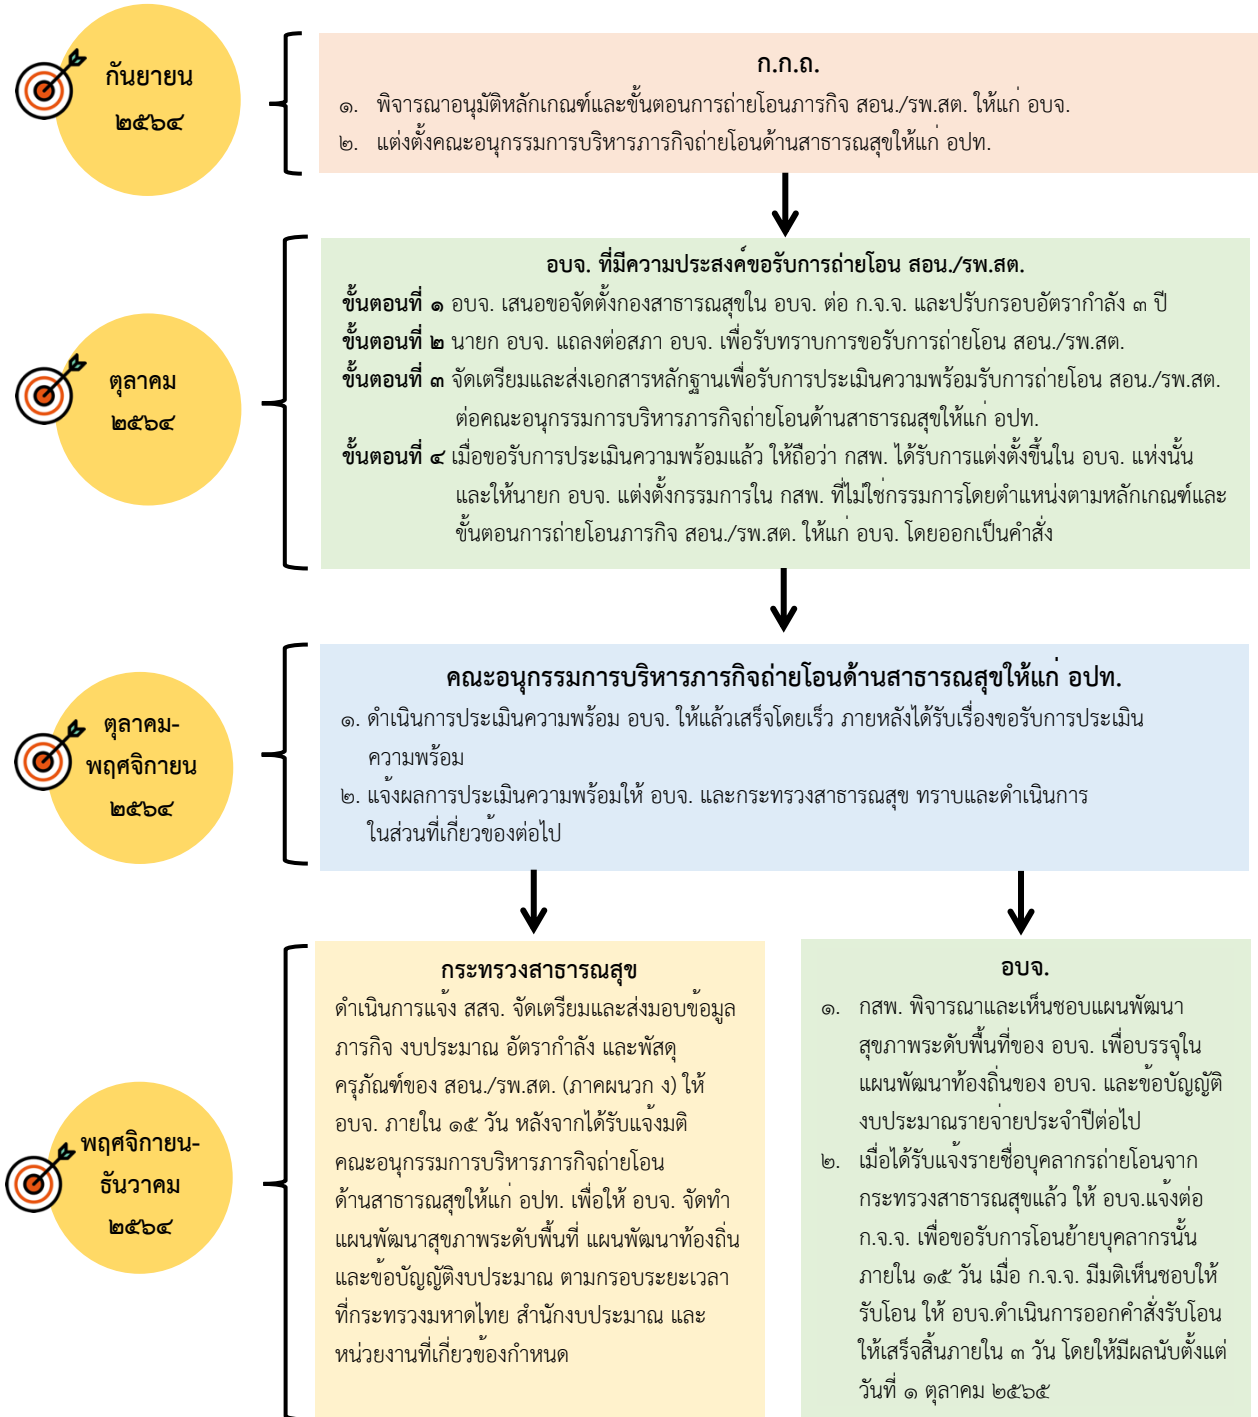 กันยายน
๒๕๖๔
ก.ก.ถ.
๑. พิจารณาอนุมัติหลักเกณฑ์และขั้นตอนการถ่ายโอนภารกิจ สอน./รพ.สต. ให้แก่ อบจ.
๒. แต่งตั้งคณะอนุกรรมการบริหารภารกิจถ่ายโอนด้านสาธารณสุขให้แก่ อปท.
ตุลาคม
๒๕๖๔
อบจ. ที่มีความประสงค์ขอรับการถ่ายโอน สอน./รพ.สต.
ขั้นตอนที่ ๑ อบจ. เสนอขอจัดตั้งกองสาธารณสุขใน อบจ. ต่อ ก.จ.จ. และปรับกรอบอัตรากำลัง ๓ ปี
ขั้นตอนที่ ๒ นายก อบจ. แถลงต่อสภา อบจ. เพื่อรับทราบการขอรับการถ่ายโอน สอน./รพ.สต.
ขั้นตอนที่ ๓ จัดเตรียมและส่งเอกสารหลักฐานเพื่อรับการประเมินความพร้อมรับการถ่ายโอน สอน./รพ.สต.
ต่อคณะอนุกรรมการบริหารภารกิจถ่ายโอนด้านสาธารณสุขให้แก่ อปท.
ขั้นตอนที่ ๔ เมื่อขอรับการประเมินความพร้อมแล้ว ให้ถือว่า กสพ. ได้รับการแต่งตั้งขึ้นใน อบจ. แห่งนั้น
และให้นายก อบจ. แต่งตั้งกรรมการใน กสพ. ที่ไม่ใช่กรรมการโดยตำแหน่งตามหลักเกณฑ์และ
ขั้นตอนการถ่ายโอนภารกิจ สอน./รพ.สต. ให้แก่ อบจ. โดยออกเป็นคำสั่ง
ตุลาคม-
พฤศจิกายน
๒๕๖๔
คณะอนุกรรมการบริหารภารกิจถ่ายโอนด้านสาธารณสุขให้แก่ อปท.
๑. ดำเนินการประเมินความพร้อม อบจ. ให้แล้วเสร็จโดยเร็ว ภายหลังได้รับเรื่องขอรับการประเมิน
ความพร้อม
๒. แจ้งผลการประเมินความพร้อมให้ อบจ. และกระทรวงสาธารณสุข ทราบและดำเนินการ
ในส่วนที่เกี่ยวข้องต่อไป
พฤศจิกายน-
ธันวาคม
๒๕๖๔
กระทรวงสาธารณสุข
ดำเนินการแจ้ง สสจ. จัดเตรียมและส่งมอบข้อมูล
ภารกิจ งบประมาณ อัตรากำลัง และพัสดุ
ครุภัณฑ์ของ สอน./รพ.สต. (ภาคผนวก ง) ให้
อบจ. ภายใน ๑๕ วัน หลังจากได้รับแจ้งมติ
คณะอนุกรรมการบริหารภารกิจถ่ายโอน
ด้านสาธารณสุขให้แก่ อปท. เพื่อให้ อบจ. จัดทำ
แผนพัฒนาสุขภาพระดับพื้นที่ แผนพัฒนาท้องถิ่น
และข้อบัญญัติงบประมาณ ตามกรอบระยะเวลา
ที่กระทรวงมหาดไทย สำนักงบประมาณ และ
หน่วยงานที่เกี่ยวข้องกำหนด
อบจ.
๑. กสพ. พิจารณาและเห็นชอบแผนพัฒนา
สุขภาพระดับพื้นที่ของ อบจ. เพื่อบรรจุใน
แผนพัฒนาท้องถิ่นของ อบจ. และข้อบัญญัติ
งบประมาณรายจ่ายประจำปีต่อไป
๒. เมื่อได้รับแจ้งรายชื่อบุคลากรถ่ายโอนจาก
กระทรวงสาธารณสุขแล้ว ให้ อบจ.แจ้งต่อ
ก.จ.จ. เพื่อขอรับการโอนย้ายบุคลากรนั้น
ภายใน ๑๕ วัน เมื่อ ก.จ.จ. มีมติเห็นชอบให้
รับโอน ให้ อบจ.ดำเนินการออกคำสั่งรับโอน
ให้เสร็จสิ้นภายใน ๓ วัน โดยให้มีผลนับตั้งแต่
วันที่ ๑ ตุลาคม ๒๕๖๕